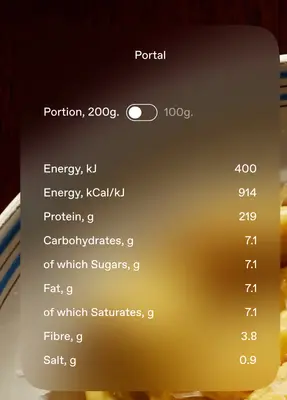 Portal
Portion, 200g. 100g.
Energy, kJ 400
Energy, kCal/kJ 914
Protein, g 219
Carbohydrates, g 7.1
of which Sugars, g 7.1
Fat, g 7.1
of which Saturates, g 7.1
Fibre, g 3.8
Salt, g 0.9